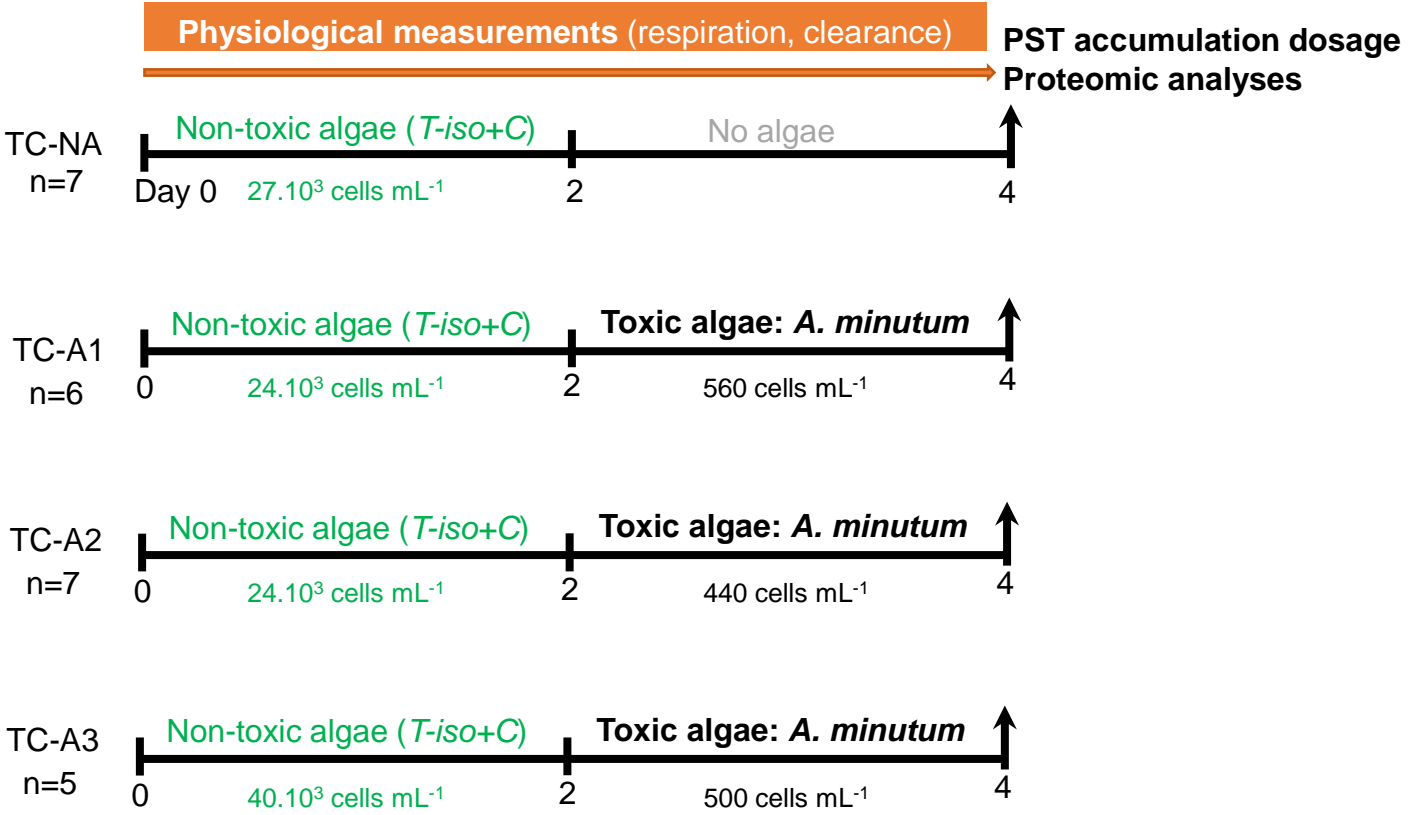 Physiological measurements (respiration, clearance)
PST accumulation dosage
Proteomic analyses
TC-NA
n=7
Non-toxic algae (T-iso+C)
No algae
Day 0
27.10³ cells mL⁻¹
2
4
TC-A1
n=6
Non-toxic algae (T-iso+C)
Toxic algae: A. minutum
0
24.10³ cells mL⁻¹
2
560 cells mL⁻¹
4
TC-A2
n=7
Non-toxic algae (T-iso+C)
Toxic algae: A. minutum
0
24.10³ cells mL⁻¹
2
440 cells mL⁻¹
4
TC-A3
n=5
Non-toxic algae (T-iso+C)
Toxic algae: A. minutum
0
40.10³ cells mL⁻¹
2
500 cells mL⁻¹
4